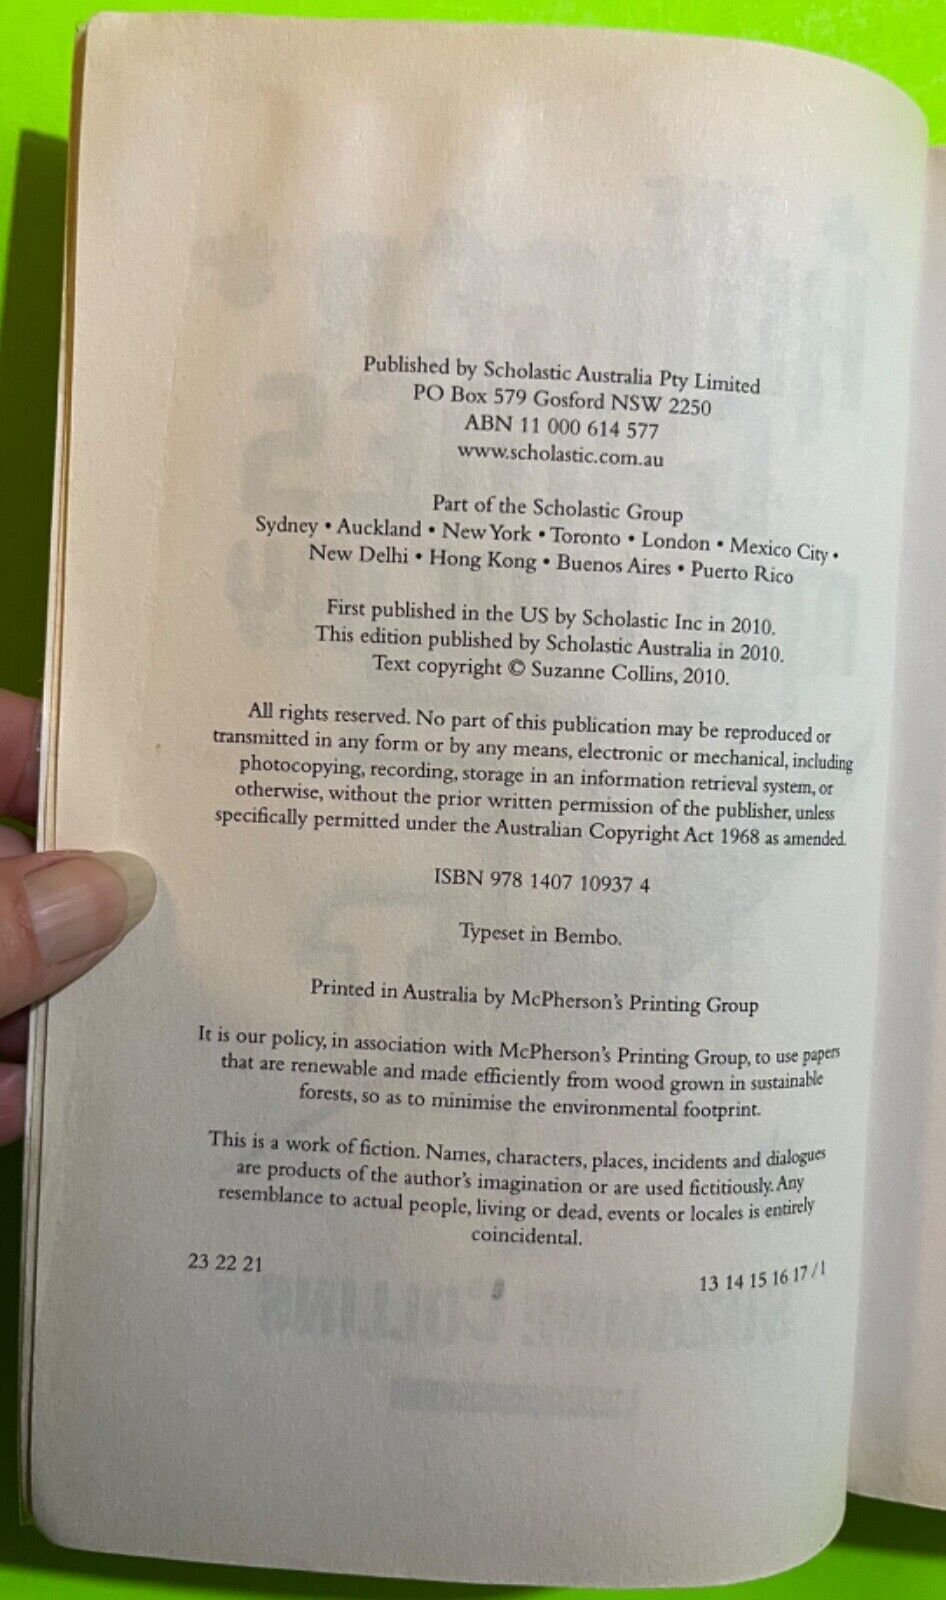 Published by Scholastic Australia Pty Limited
PO Box 579 Gosford NSW 2250
ABN 11 000 614 577
www.scholastic.com.au
Part of the Scholastic Group
Sydney • Auckland • New York • Toronto • London • Mexico City •
New Delhi • Hong Kong • Buenos Aires • Puerto Rico
First published in the US by Scholastic Inc in 2010.
This edition published by Scholastic Australia in 2010.
Text copyright © Suzanne Collins, 2010.
All rights reserved. No part of this publication may be reproduced or
transmitted in any form or by any means, electronic or mechanical, including
photocopying, recording, storage in an information retrieval system, or
otherwise, without the prior written permission of the publisher, unless
specifically permitted under the Australian Copyright Act 1968 as amended.
ISBN 978 1407 10937 4
Typeset in Bembo.
Printed in Australia by McPherson's Printing Group
It is our policy, in association with McPherson's Printing Group, to use papers
that are renewable and made efficiently from wood grown in sustainable
forests, so as to minimise the environmental footprint.
This is a work of fiction. Names, characters, places, incidents and dialogues
are products of the author's imagination or are used fictitiously. Any
resemblance to actual people, living or dead, events or locales is entirely
coincidental.
23 22 21
13 14 15 16 17 / 1